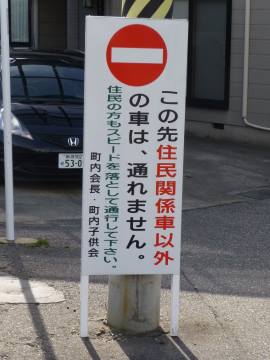 この先住民関係車以外
の車は、通れません。
住民の方もスピードを落として通行して下さい。
町内会長・町内子供会
53-0